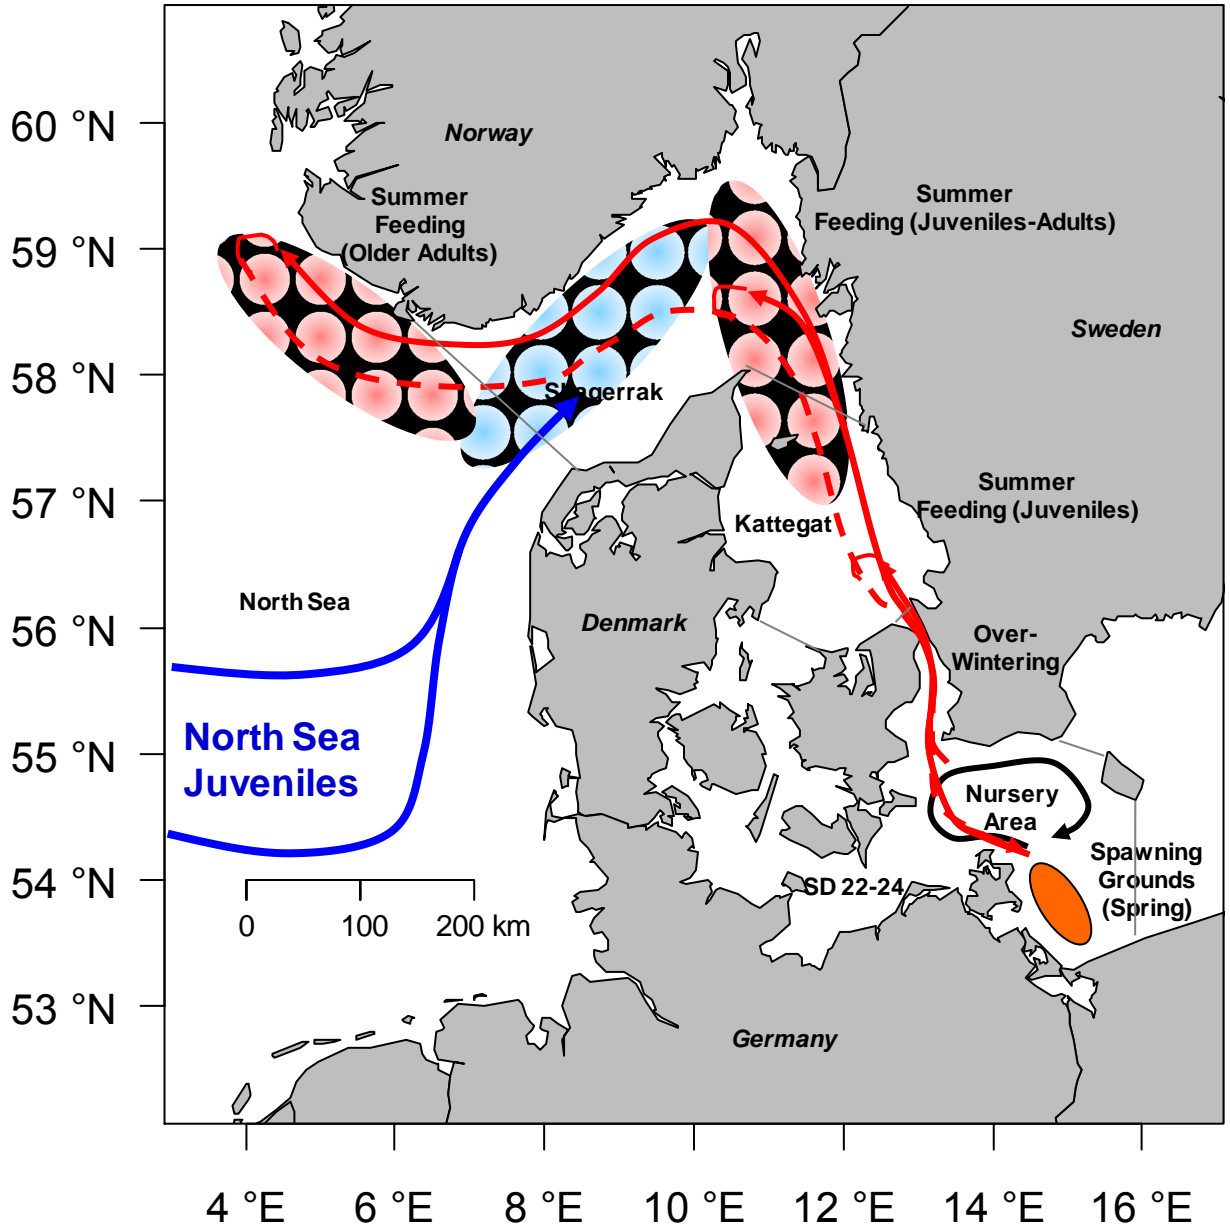 60 °N
59 °N
58 °N
57 °N
56 °N
55 °N
54 °N
53 °N
Norway
Summer
Feeding
(Older Adults)
Summer
Feeding (Juveniles-Adults)
Sweden
Skagerrak
Summer
Feeding (Juveniles)
Kattegat
North Sea
Denmark
Over-
Wintering
North Sea
Juveniles
Nursery
Area
Spawning
Grounds
(Spring)
SD 22-24
0 100 200 km
Germany
4 °E 6 °E 8 °E 10 °E 12 °E 14 °E 16 °E